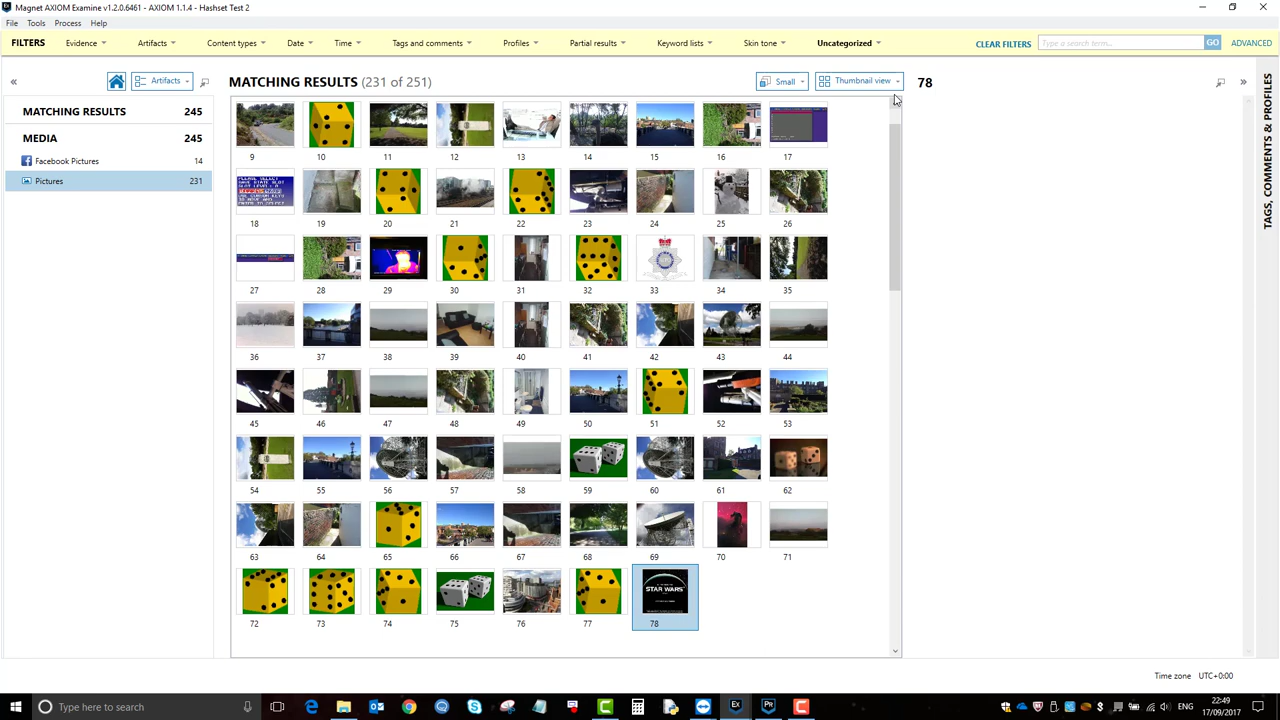 Magnet AXIOM Examine v1.2.0.6461 - AXIOM 1.1.4 - Hashset Test 2
File Tools Process Help
FILTERS Evidence Artifacts Content types Date Time Tags and comments Profiles Partial results Keyword lists Skin tone Uncategorized CLEAR FILTERS Type a search term... GO ADVANCED
Artifacts MATCHING RESULTS (231 of 251) Small Thumbnail view 78
MATCHING RESULTS 245
MEDIA 245
Facebook Pictures 14
Pictures 231
9 10 11 12 13 14 15 16 17
PLEASE SELECT
SAVE STATE SLOT
18 19 20 21 22 23 24 25 26
27 28 29 30 31 32 33 34 35
36 37 38 39 40 41 42 43 44
45 46 47 48 49 50 51 52 53
54 55 56 57 58 59 60 61 62
63 64 65 66 67 68 69 70 71
STAR WARS
72 73 74 75 76 77 78
TAGS, COMMENTS & PROFILES
Time zone UTC+0:00
Type here to search
Ex Pr ENG 22:49
17/09/2017